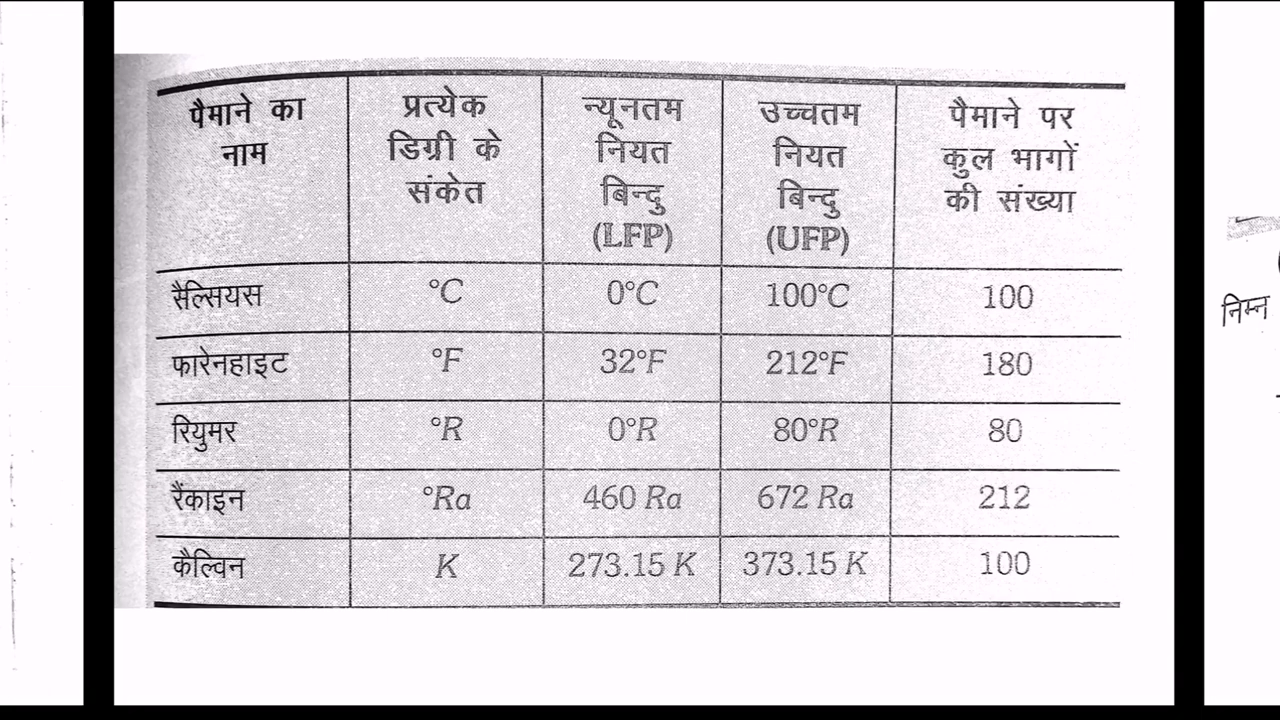 पैमाने का नाम | प्रत्येक डिग्री के संकेत | न्यूनतम नियत बिन्दु (LFP) | उच्चतम नियत बिन्दु (UFP) | पैमाने पर कुल भागों की संख्या
सैल्सियस | °C | 0°C | 100°C | 100
फारेनहाइट | °F | 32°F | 212°F | 180
रियुमर | °R | 0°R | 80°R | 80
रैंकाइन | °Ra | 460 Ra | 672 Ra | 212
कैल्विन | K | 273.15 K | 373.15 K | 100
निम्न